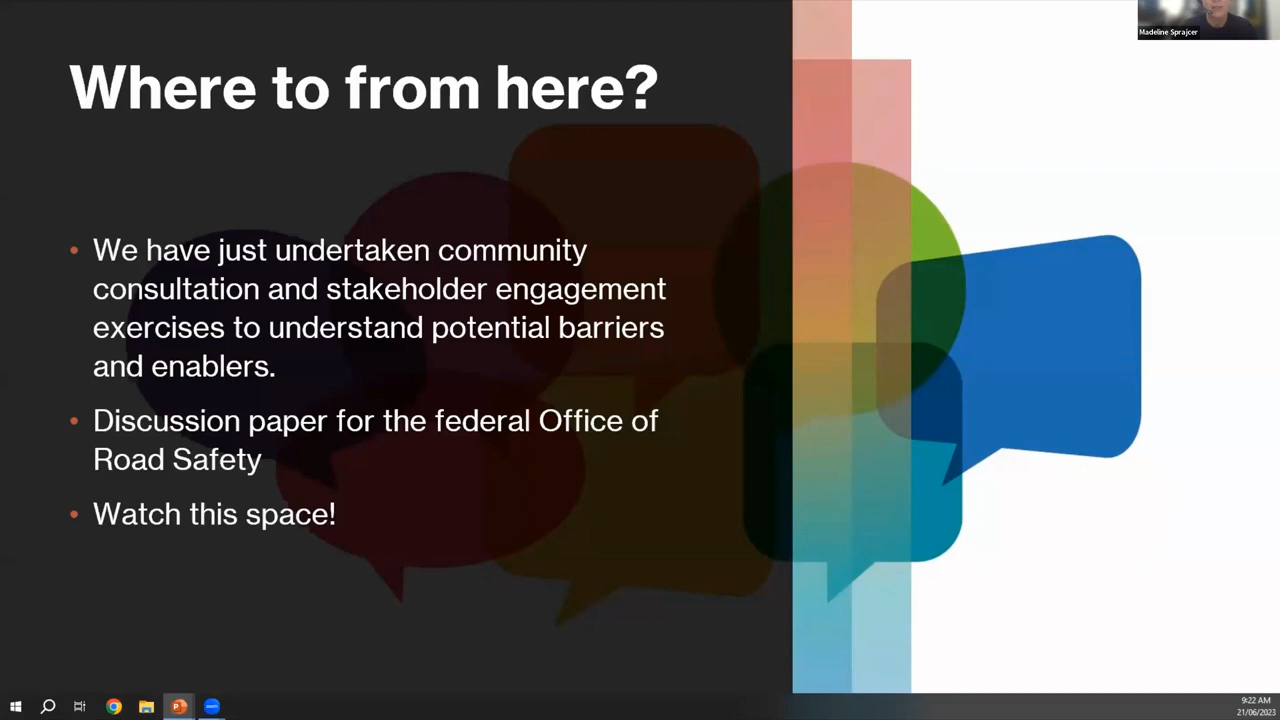 Madeline Sprajcer
Where to from here?
• We have just undertaken community
consultation and stakeholder engagement
exercises to understand potential barriers
and enablers.
• Discussion paper for the federal Office of
Road Safety
• Watch this space!
9:22 AM
21/06/2023